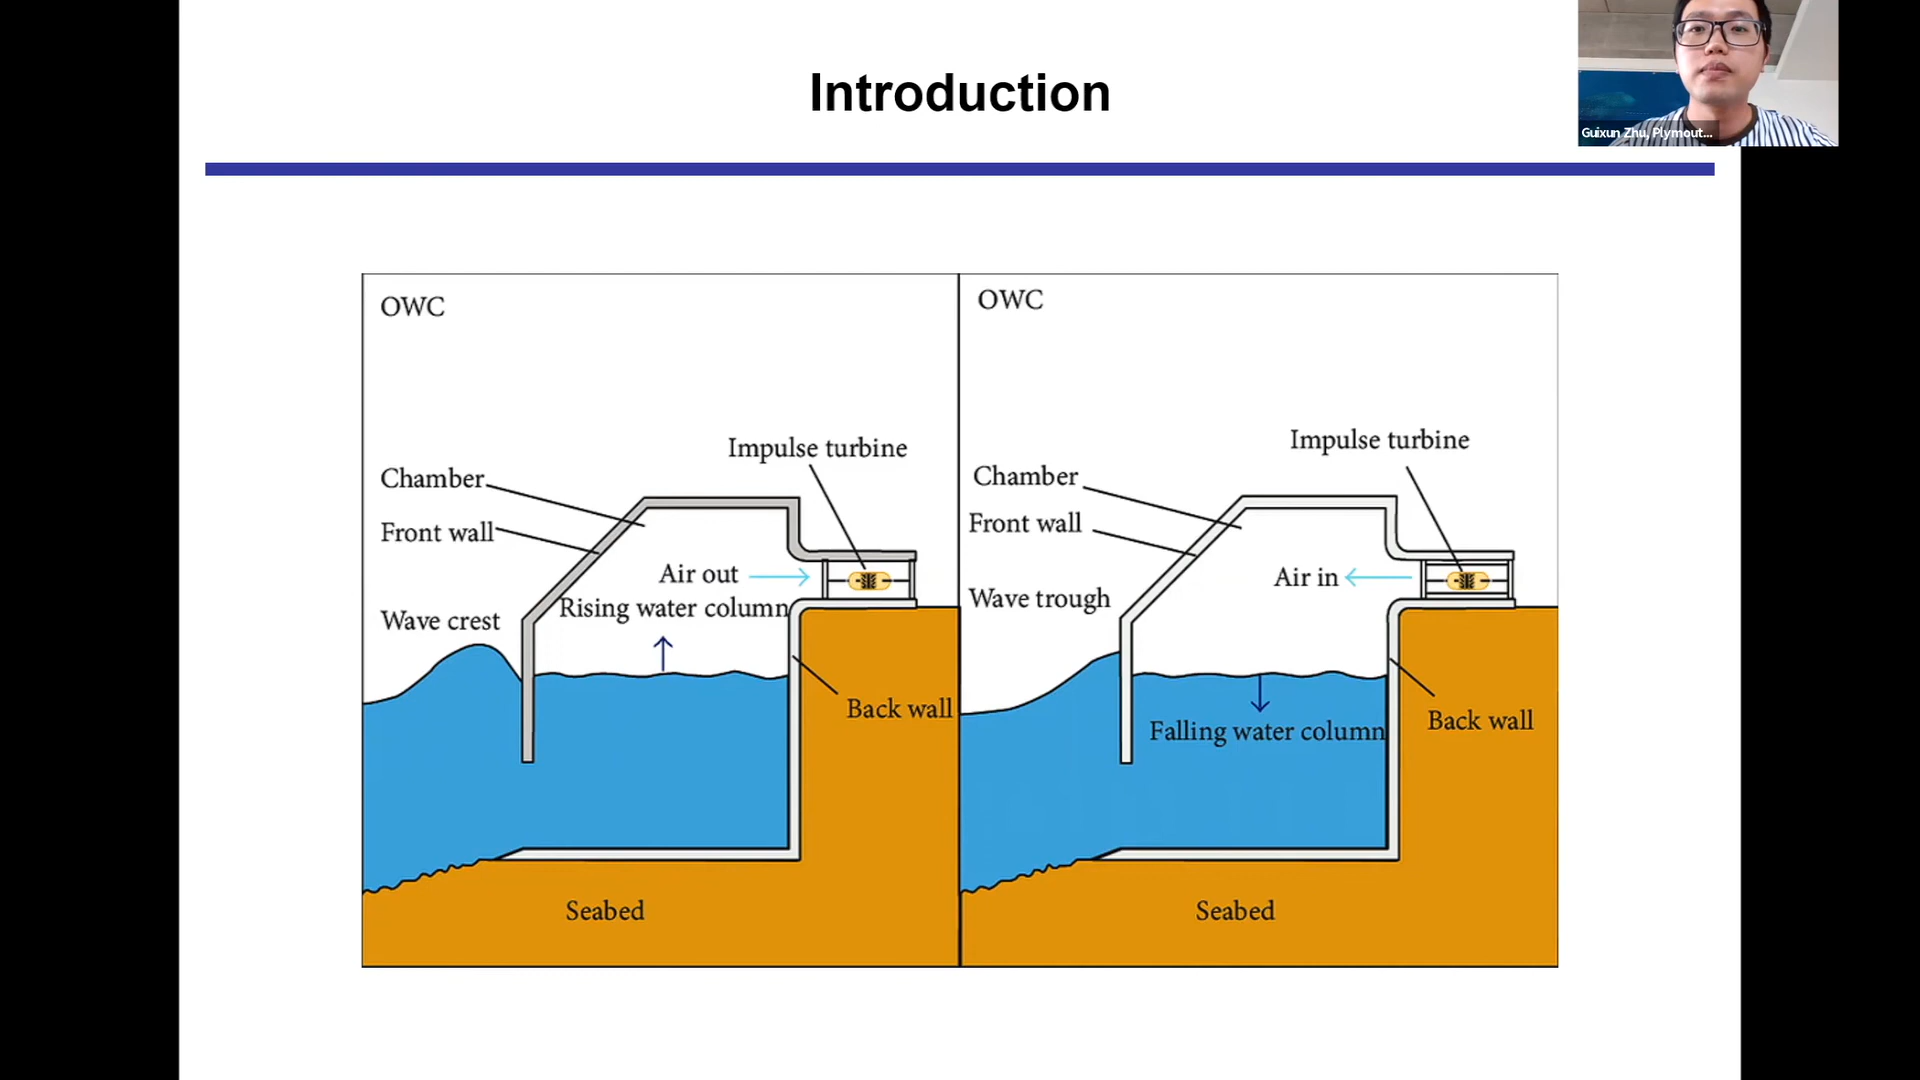 Introduction
Guixun Zhu, Plymout...
OWC
Impulse turbine
Chamber
Front wall
Air out
Rising water column
Wave crest
Back wall
Seabed
OWC
Impulse turbine
Chamber
Front wall
Air in
Wave trough
Back wall
Falling water column
Seabed